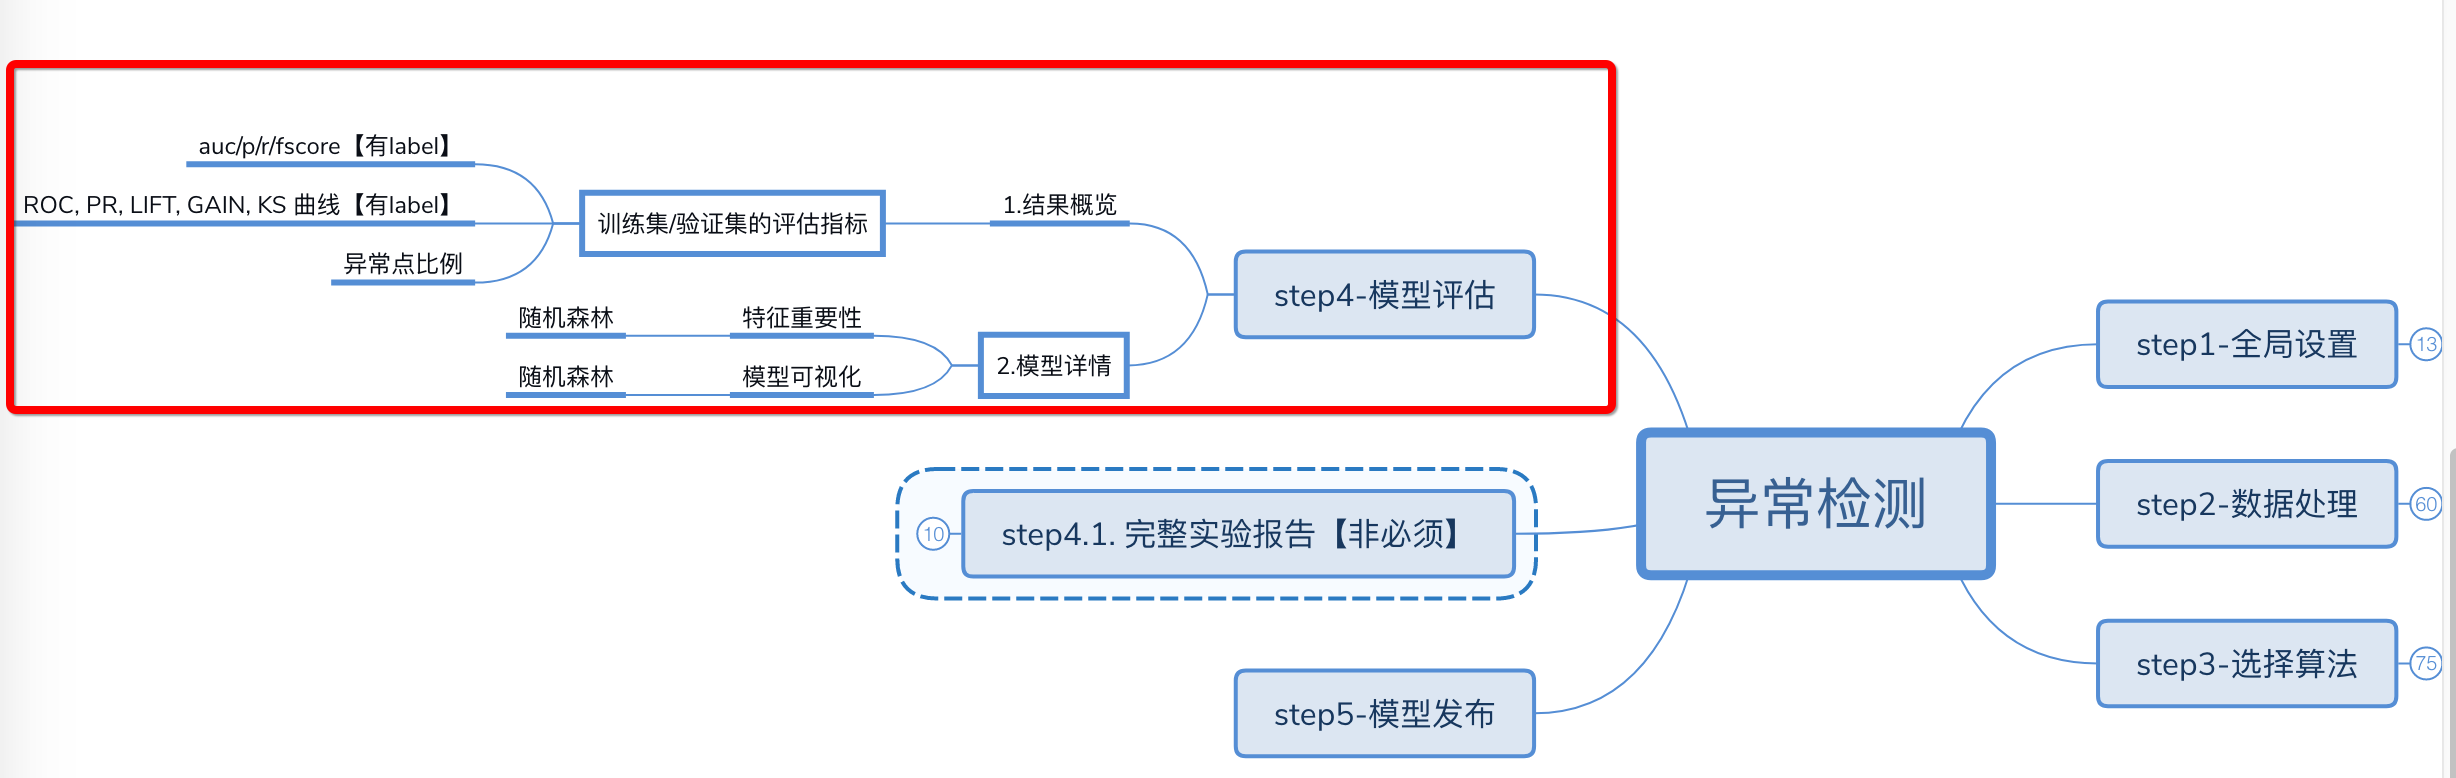 auc/p/r/fscore【有label】
ROC, PR, LIFT, GAIN, KS 曲线【有label】
异常点比例
训练集/验证集的评估指标
1.结果概览
随机森林
特征重要性
随机森林
模型可视化
2.模型详情
step4-模型评估
10
step4.1. 完整实验报告【非必须】
step5-模型发布
异常检测
step1-全局设置
13
step2-数据处理
60
step3-选择算法
75